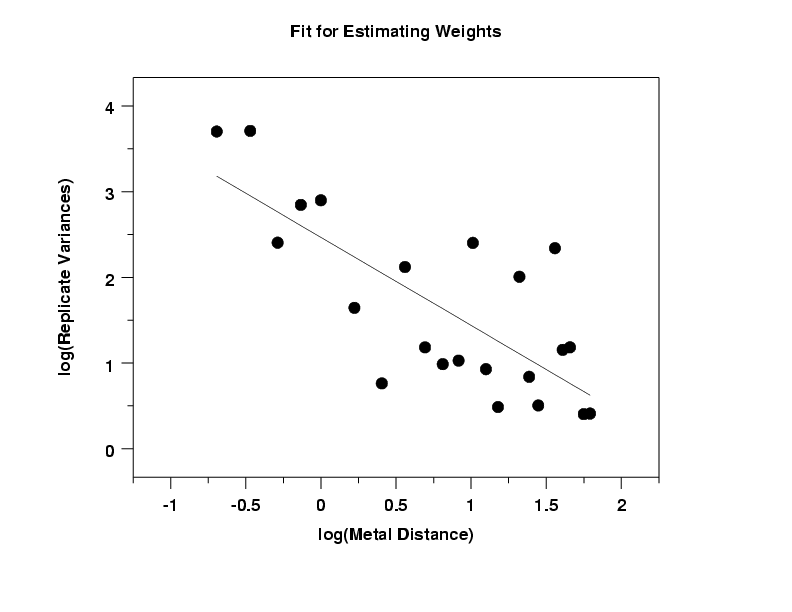 Fit for Estimating Weights
4
3
2
1
0
log(Replicate Variances)
-1 -0.5 0 0.5 1 1.5 2
log(Metal Distance)